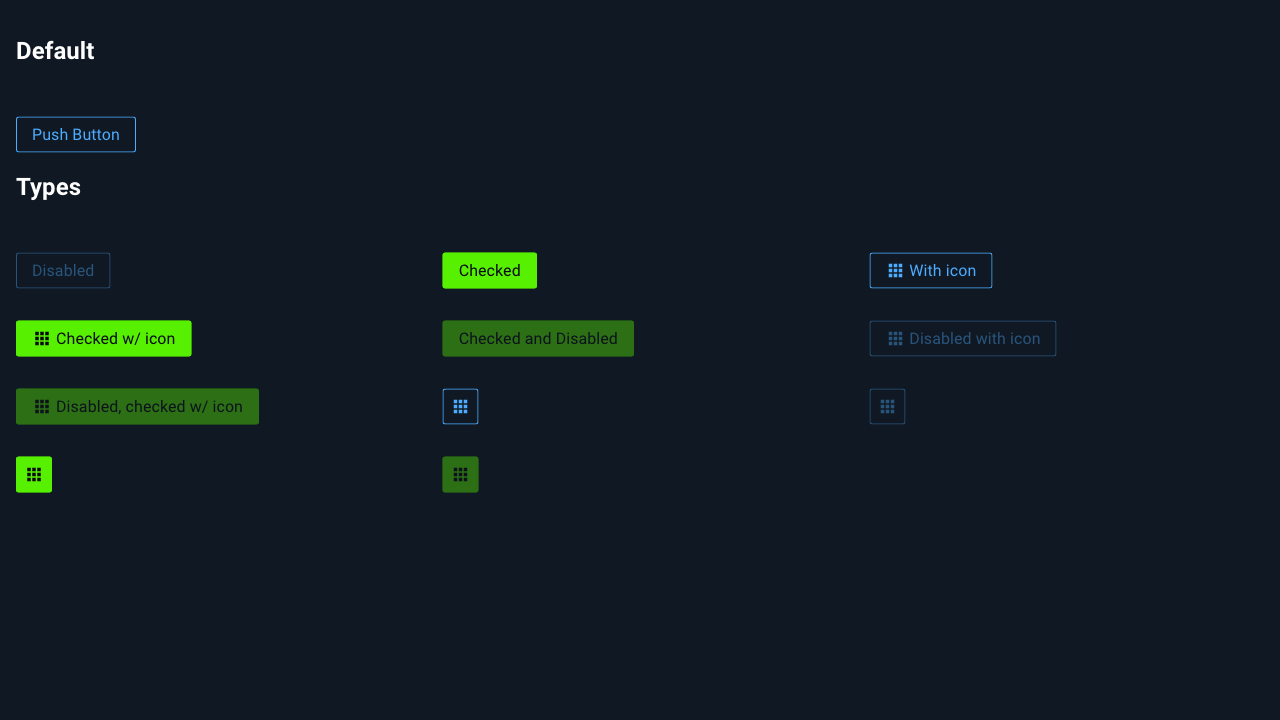 Default
Push Button
Types
Disabled
Checked
With icon
Checked w/ icon
Checked and Disabled
Disabled with icon
Disabled, checked w/ icon